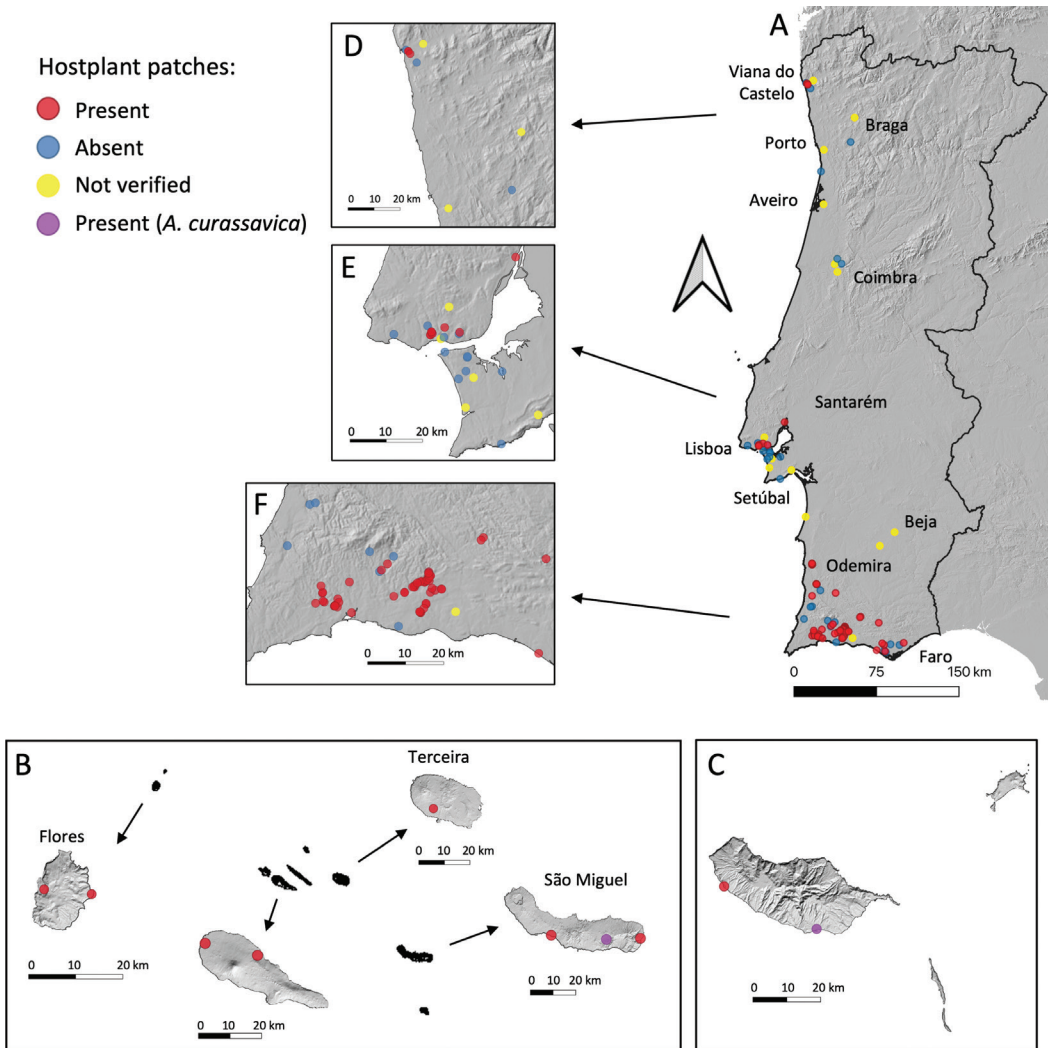 Hostplant patches:
Present
Absent
Not verified
Present (A. curassavica)
D
0 10 20 km
E
0 10 20 km
F
0 10 20 km
A
Viana do
Castelo
Braga
Porto
Aveiro
Coimbra
Santarém
Lisboa
Setúbal
Beja
Odemira
Faro
0 75 150 km
B
Flores
0 10 20 km
Terceira
0 10 20 km
São Miguel
0 10 20 km
0 10 20 km
C
0 10 20 km